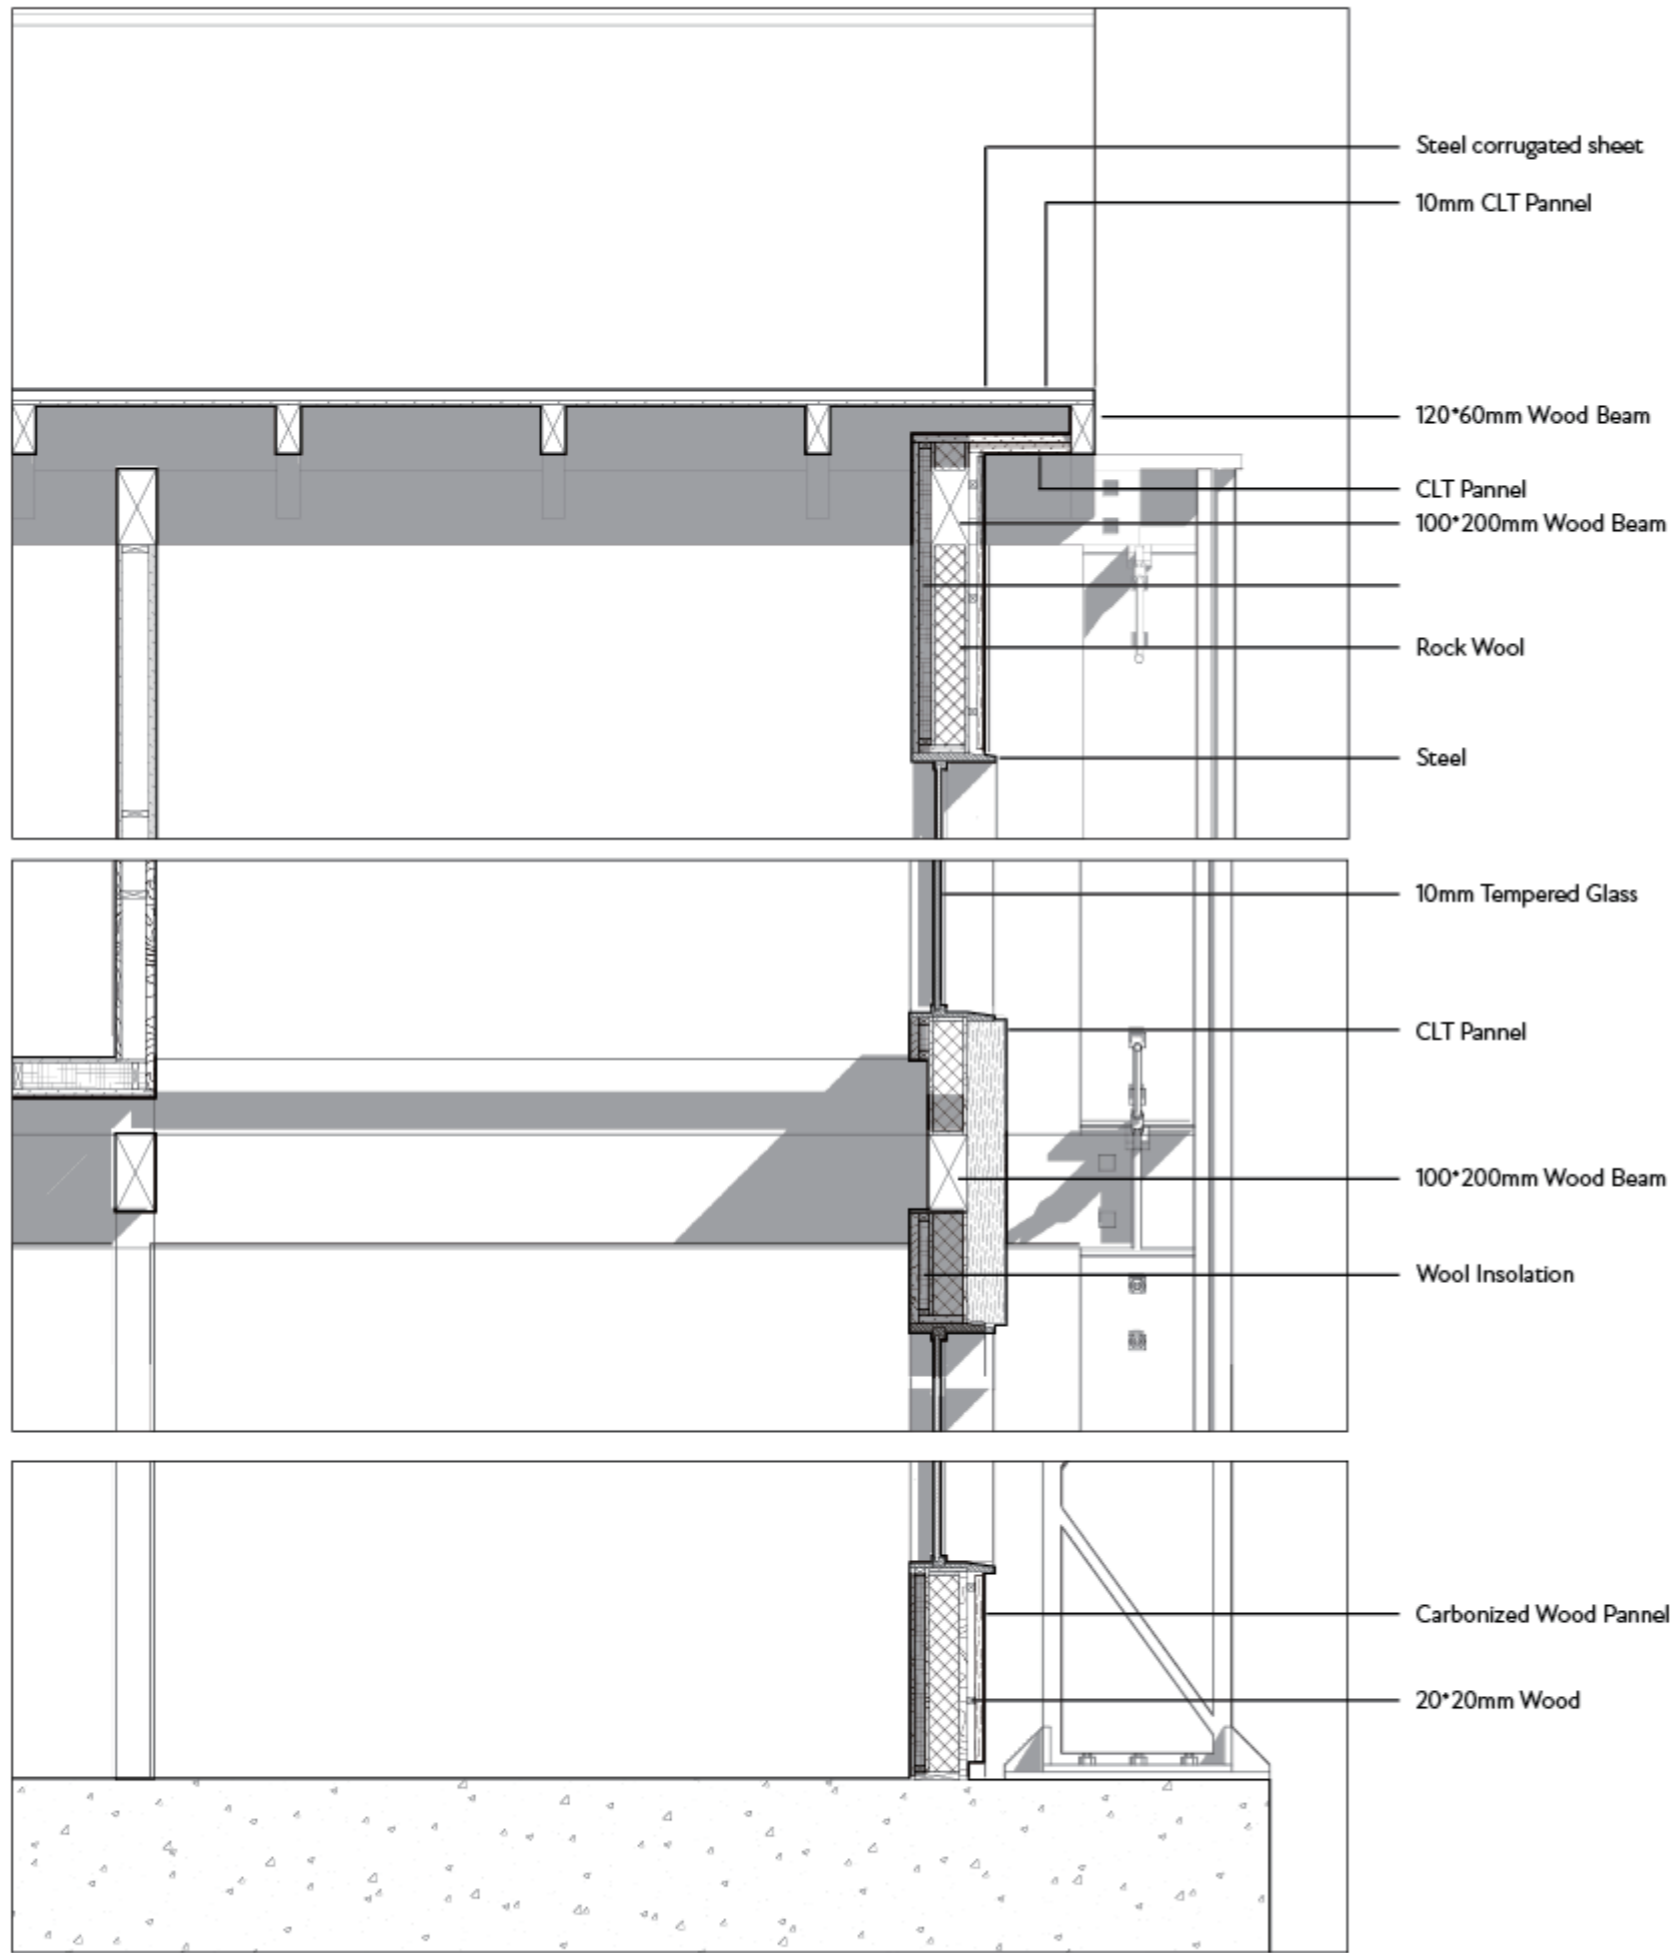 Steel corrugated sheet
10mm CLT Pannel
120*60mm Wood Beam
CLT Pannel
100*200mm Wood Beam
Rock Wool
Steel
10mm Tempered Glass
CLT Pannel
100*200mm Wood Beam
Wool Insolation
Carbonized Wood Pannel
20*20mm Wood